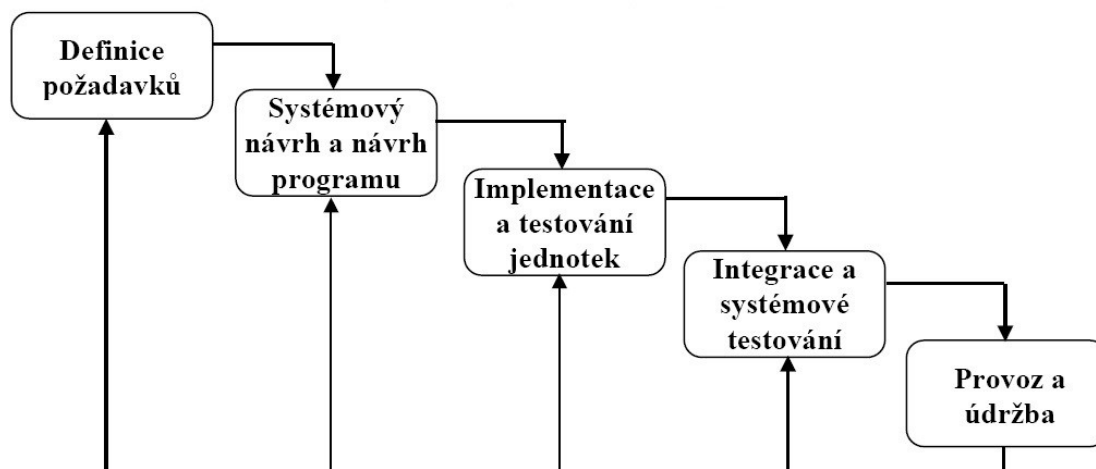 Definice
požadavků
Systémový
návrh a návrh
programu
Implementace
a testování
jednotek
Integrace a
systémové
testování
Provoz a
údržba